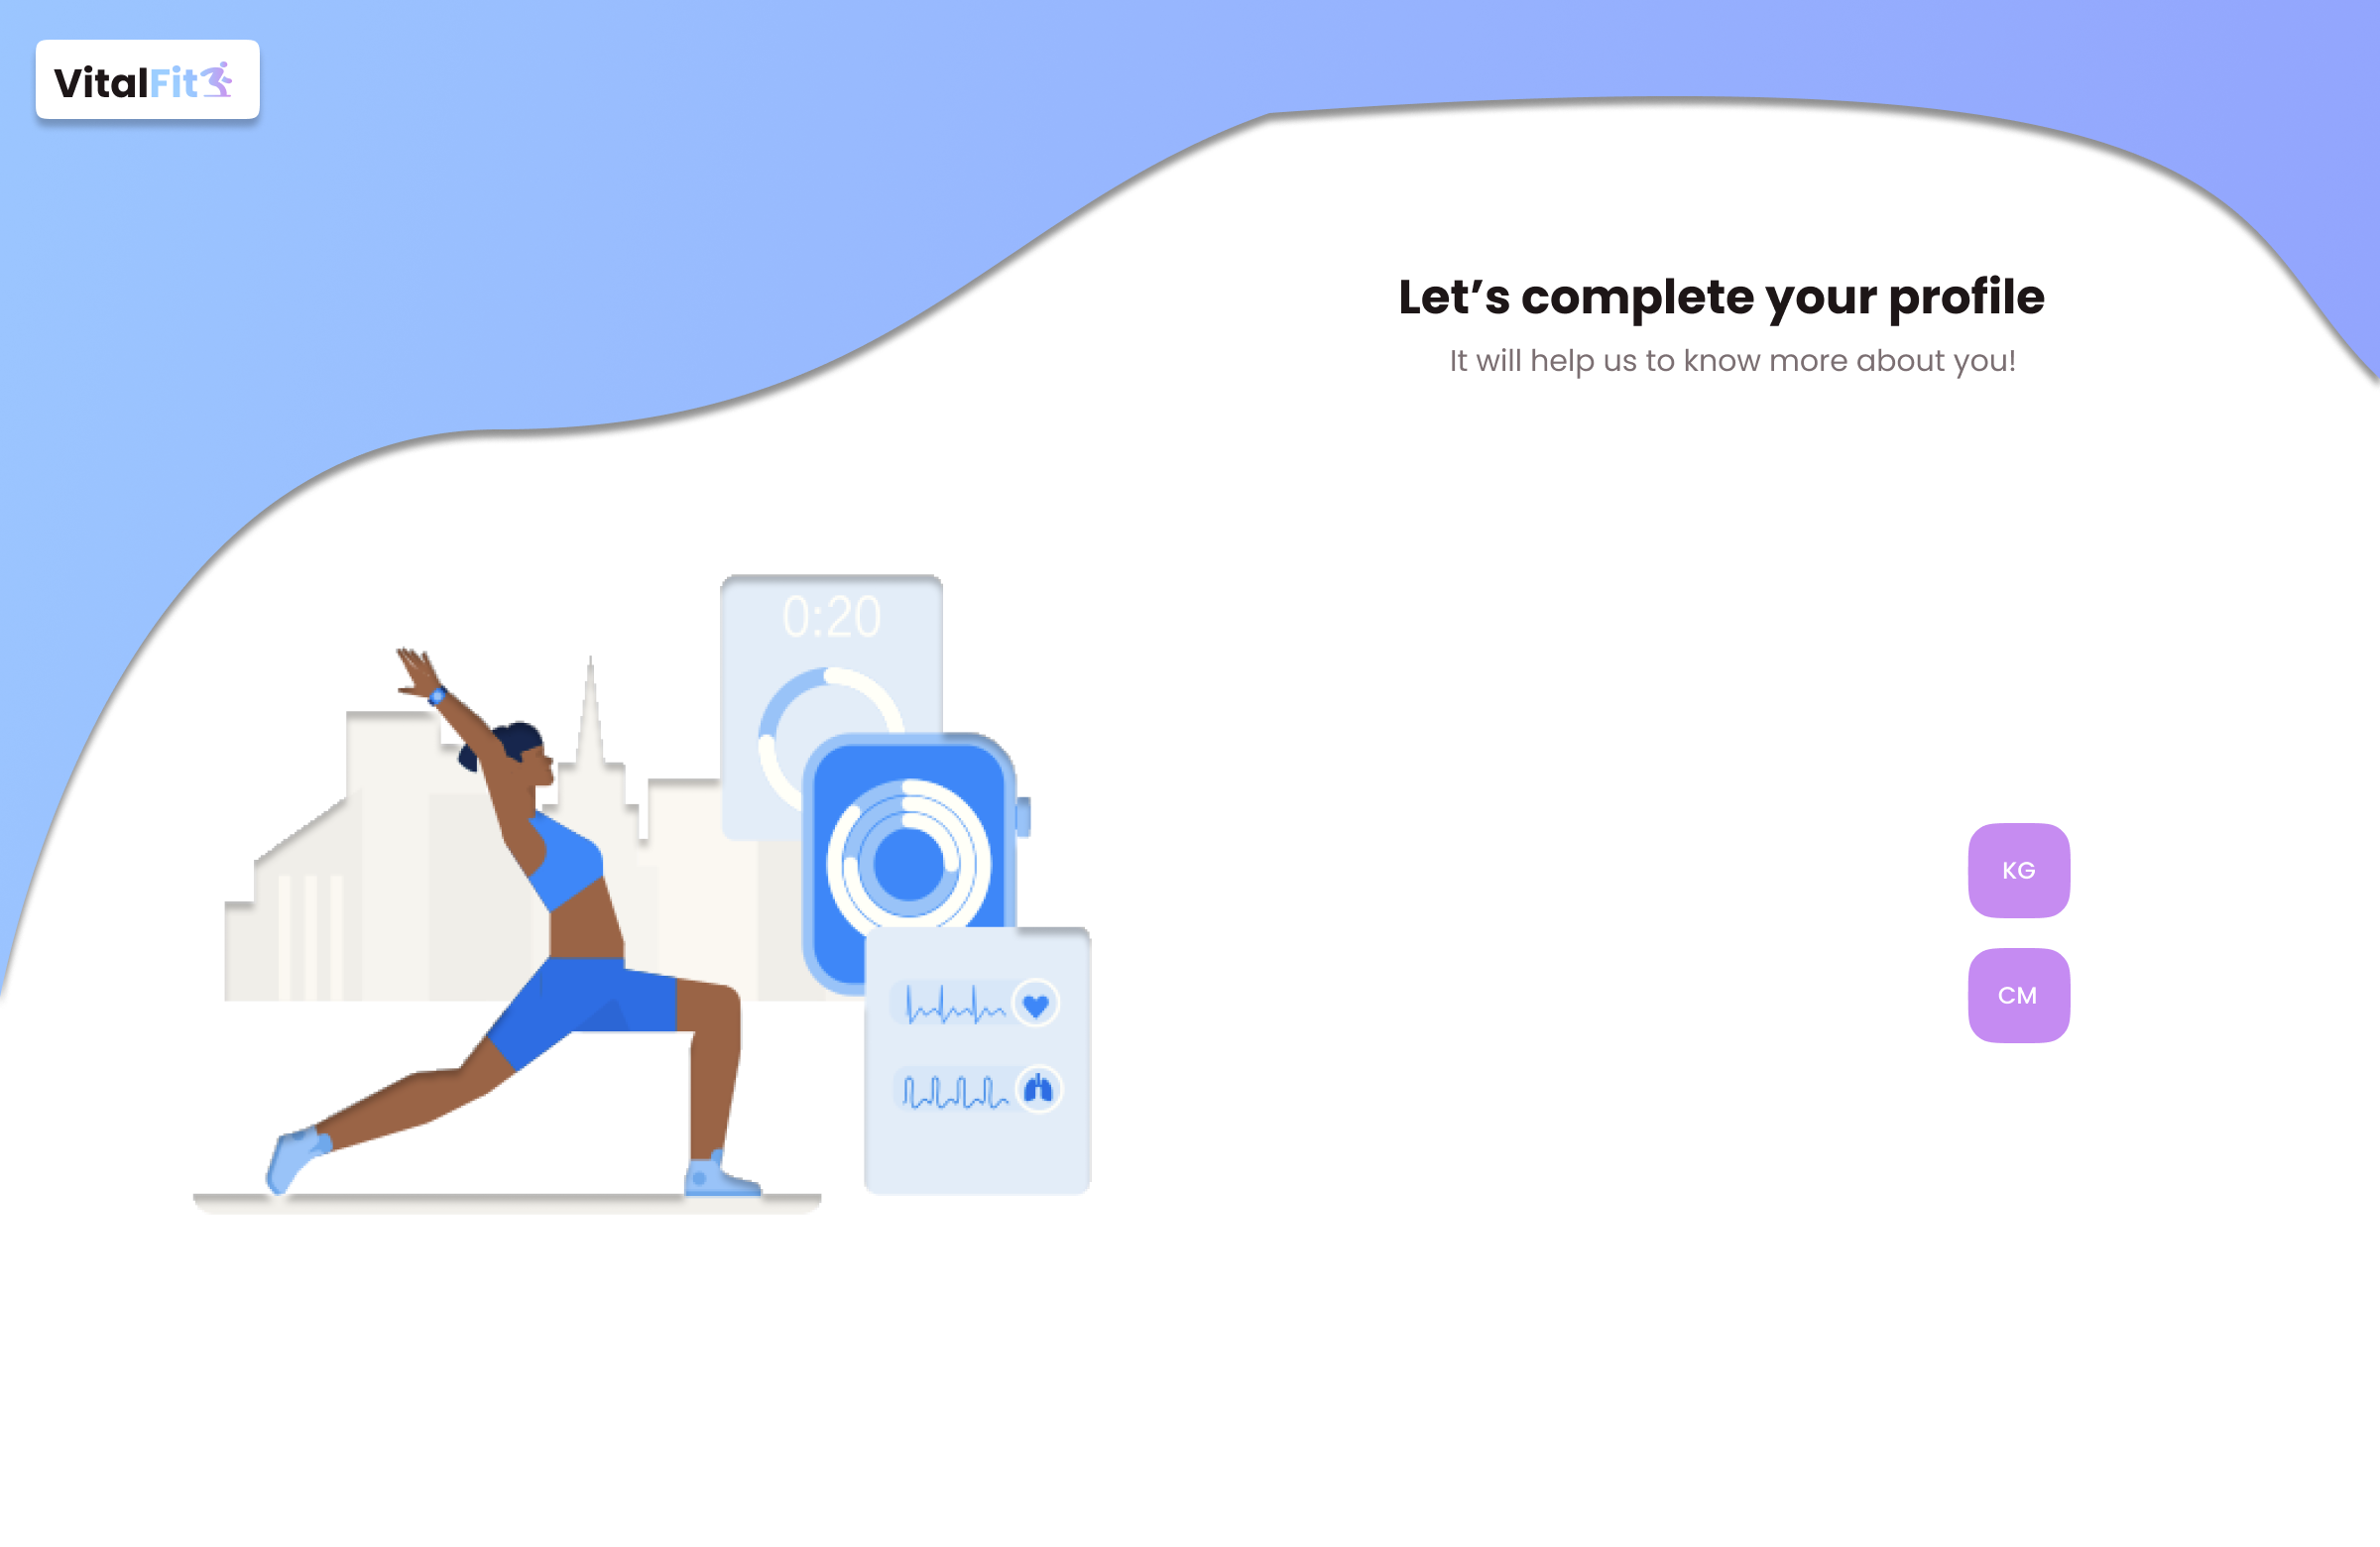 VitalFit
Let’s complete your profile
It will help us to know more about you!
0:20
KG
CM